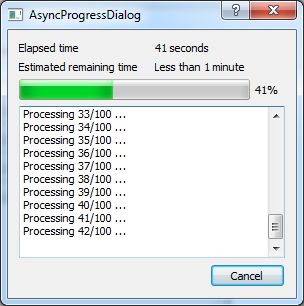 AsyncProgressDialog
Elapsed time 41 seconds
Estimated remaining time Less than 1 minute
41%
Processing 33/100 ...
Processing 34/100 ...
Processing 35/100 ...
Processing 36/100 ...
Processing 37/100 ...
Processing 38/100 ...
Processing 39/100 ...
Processing 40/100 ...
Processing 41/100 ...
Processing 42/100 ...
Cancel